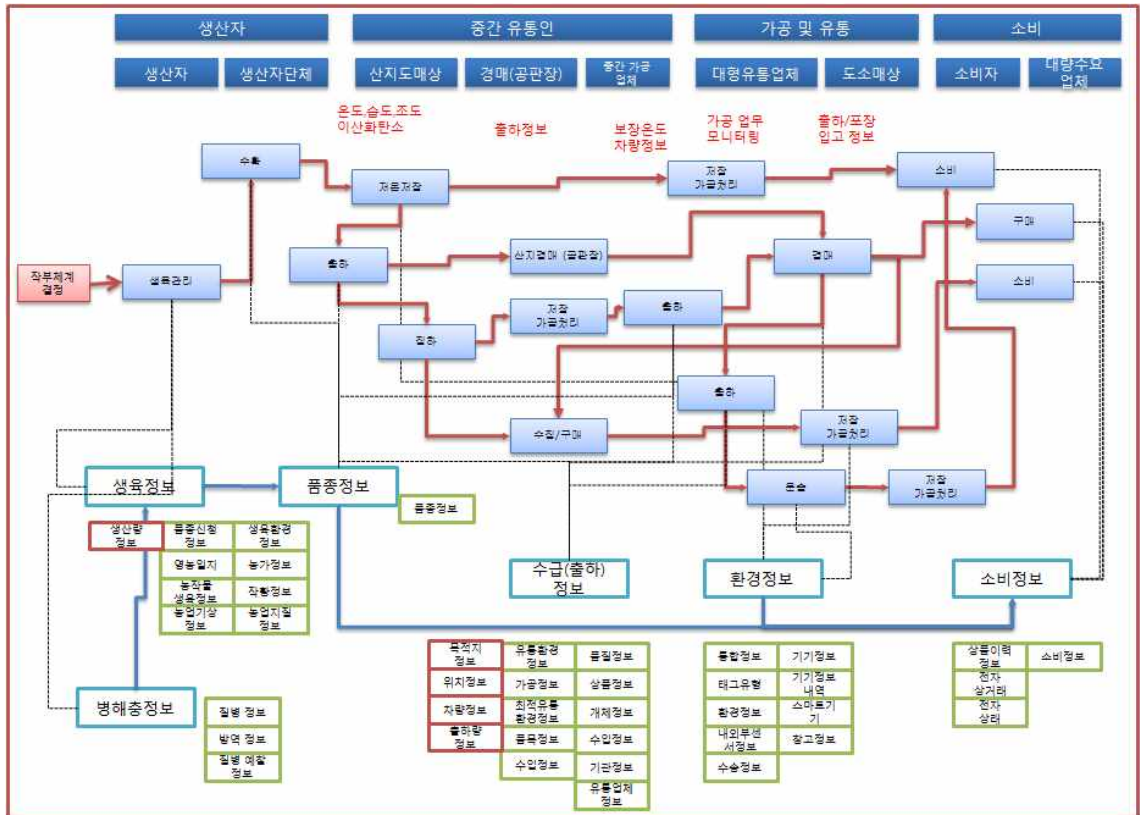 생산자
중간 유통인
가공 및 유통
소비
생산자
생산자단체
산지도매상
경매(공판장)
중간 가공
업체
대형유통업체
도소매상
소비자
대량수요
업체
온도,습도,조도
이산화탄소
출하정보
보장온도
차량정보
가공 업무
모니터링
출하/포장
입고 정보
수확
저온저장
저장
가공처리
소비
구매
출하
산지경매 (공판장)
경매
작부체계
결정
생육관리
소비
저장
가공처리
출하
집하
출하
수집/구매
저장
가공처리
운송
저장
가공처리
생육정보
품종정보
품종정보
생산량
정보
품종신청
정보
생육환경
정보
영농일지
농가정보
농작물
생육정보
작황정보
농업기상
정보
농업지질
정보
수급(출하)
정보
환경정보
소비정보
병해충정보
질병 정보
방역 정보
질병 예찰
정보
목적지
정보
유통환경
정보
품질정보
위치정보
가공정보
상품정보
차량정보
최적유통
환경정보
개체정보
출하량
정보
품목정보
수입정보
수입정보
기관정보
유통업체
정보
통합정보
기기정보
태그유형
기기정보
내역
환경정보
스마트기
기
내외부센
서정보
창고정보
수송정보
상품이력
정보
소비정보
전자
상거래
전자
상래